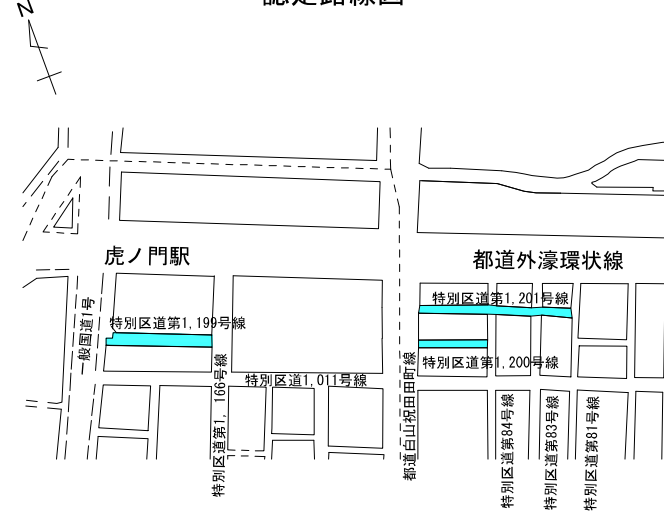 認定路線図
N
虎ノ門駅
都道外濠環状線
特別区道第1,201号線
特別区道第1,199号線
一般国道1号
特別区道第1,200号線
特別区道1,011号線
特別区道第1,166号線
都道白山祝田田町線
特別区道第84号線
特別区道第83号線
特別区道第81号線